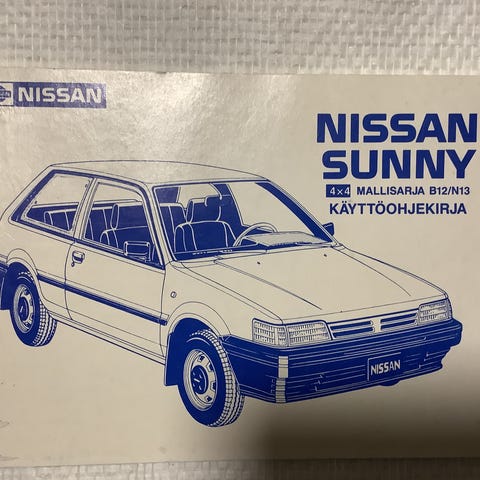 NISSAN
NISSAN
SUNNY
4×4 MALLISARJA B12/N13
KÄYTTÖOHJEKIRJA
NISSAN